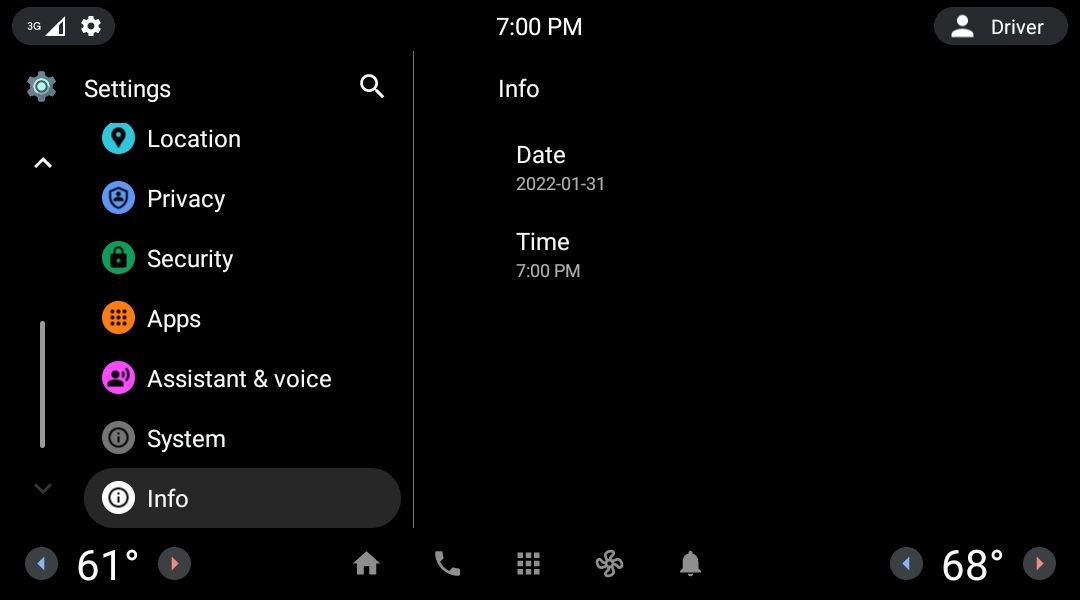 3G
7:00 PM
Driver
Settings
Location
Privacy
Security
Apps
Assistant & voice
System
Info
Info
Date
2022-01-31
Time
7:00 PM
61°
68°